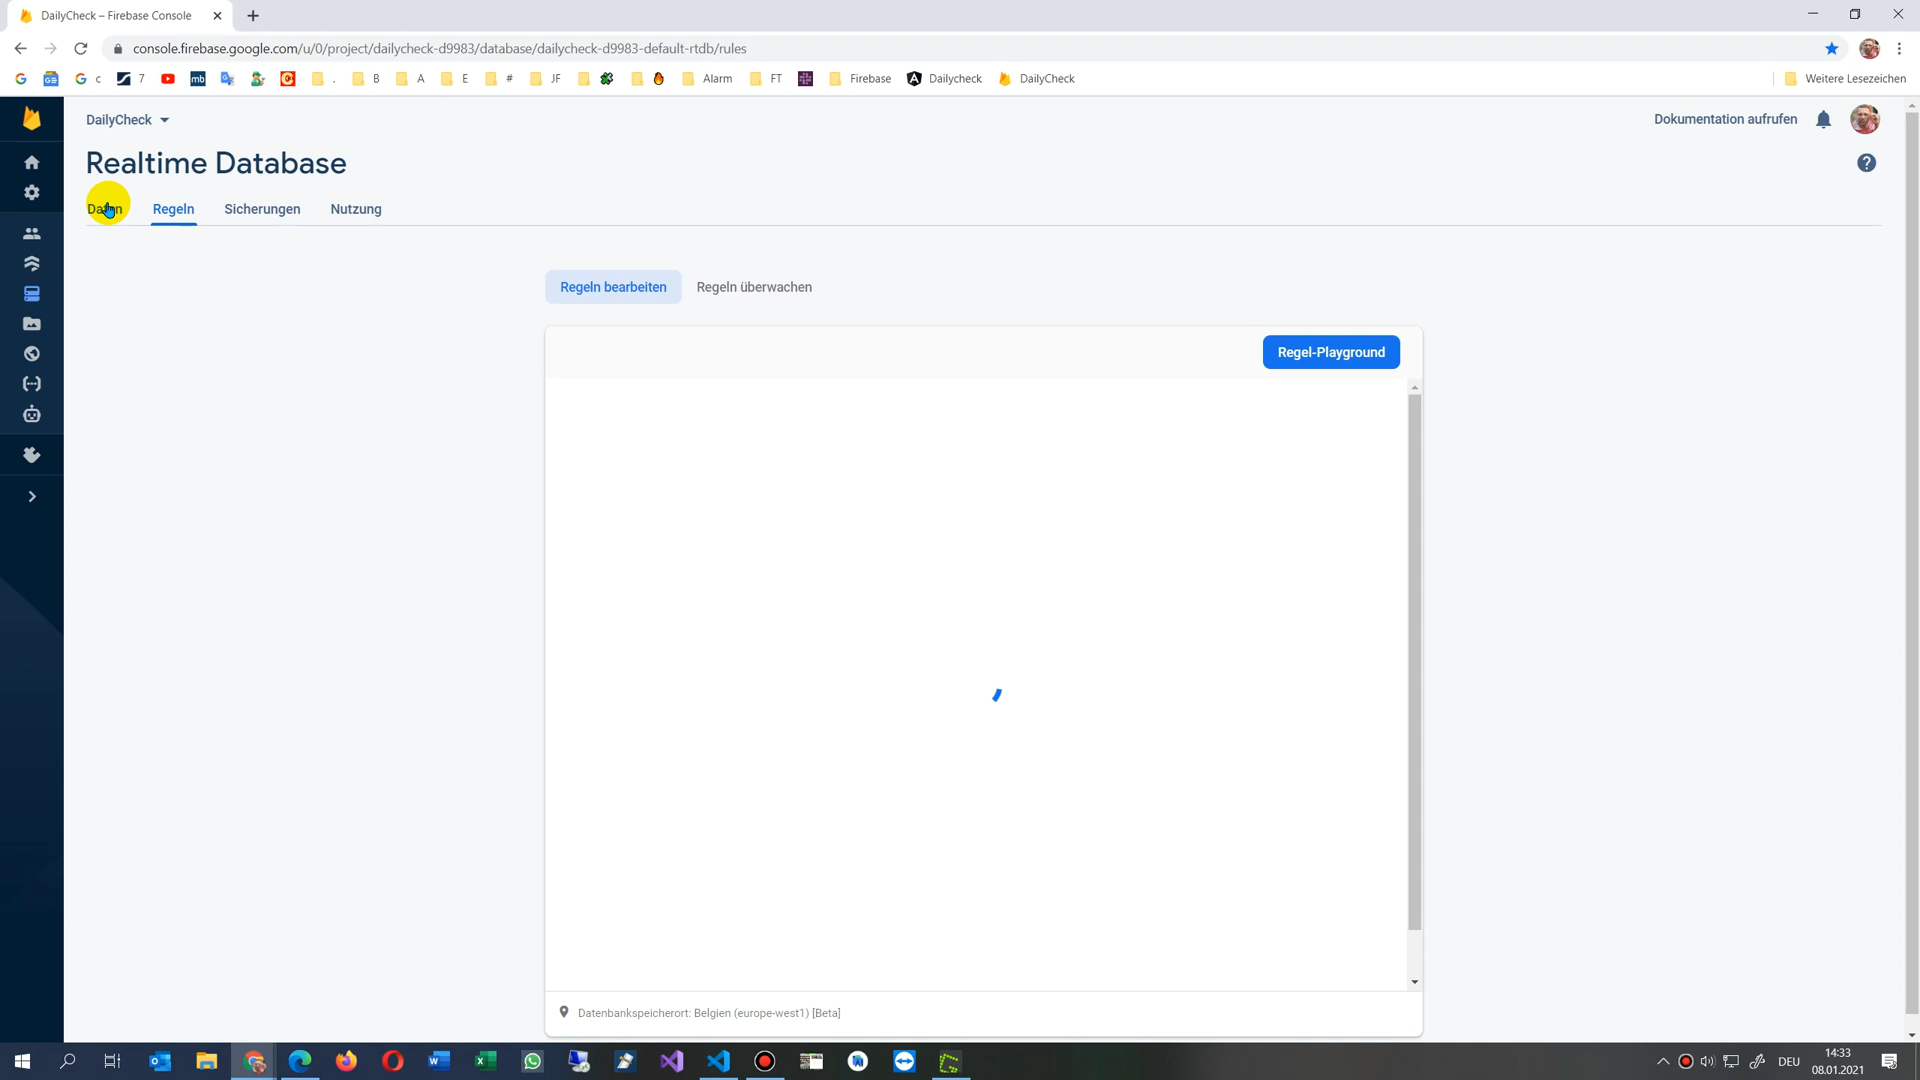 DailyCheck – Firebase Console
console.firebase.google.com/u/0/project/dailycheck-d9983/database/dailycheck-d9983-default-rtdb/rules
c 7 mb . B A E # JF Alarm FT Firebase Dailycheck DailyCheck Weitere Lesezeichen
DailyCheck
Dokumentation aufrufen
Realtime Database
Daten Regeln Sicherungen Nutzung
Regeln bearbeiten Regeln überwachen
Regel-Playground
Datenbankspeicherort: Belgien (europe-west1) [Beta]
DEU
14:33
08.01.2021